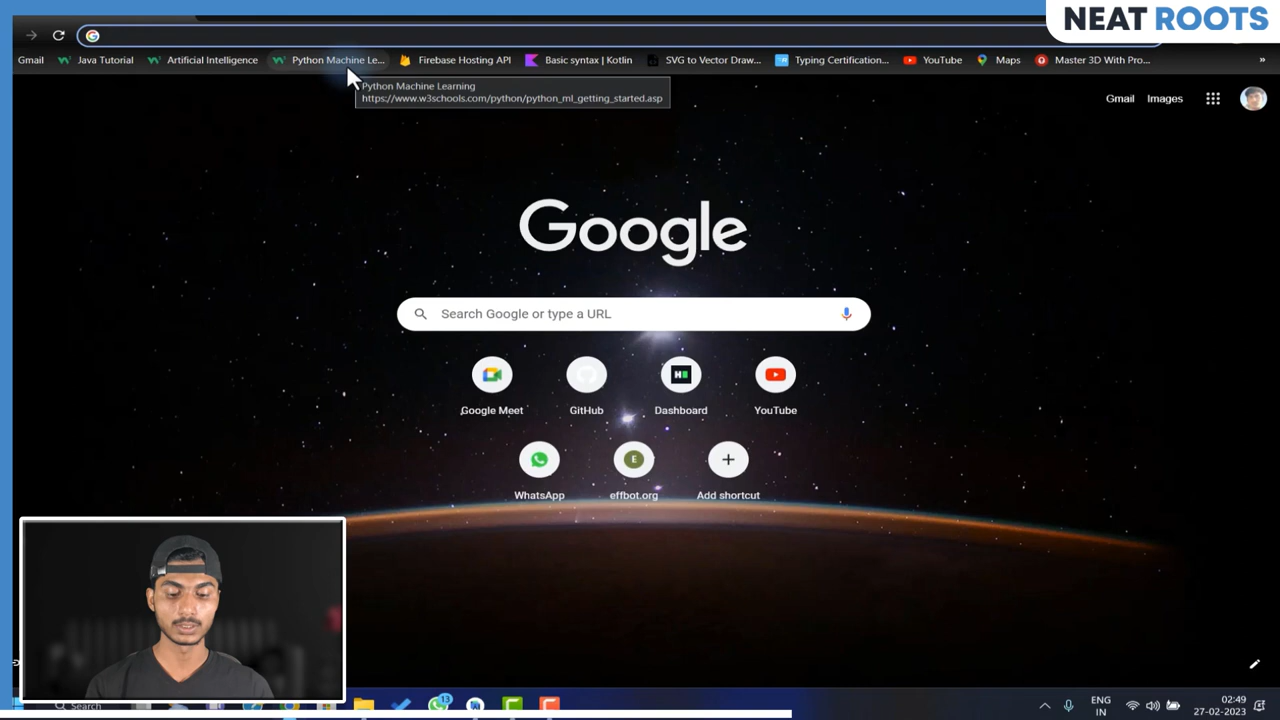 NEAT ROOTS
Gmail
Java Tutorial
Artificial Intelligence
Python Machine Le...
Firebase Hosting API
Basic syntax | Kotlin
SVG to Vector Draw...
Typing Certification...
YouTube
Maps
Master 3D With Pro...
»
Python Machine Learning
https://www.w3schools.com/python/python_ml_getting_started.asp
Gmail
Images
Google
Search Google or type a URL
Google Meet
GitHub
Dashboard
YouTube
E
WhatsApp
effbot.org
Add shortcut
Search
13
ENG
IN
02:49
27-02-2023